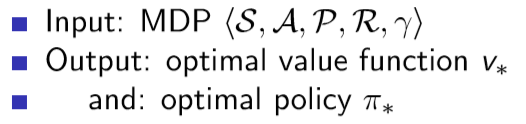 ■ Input: MDP ⟨𝒮, 𝒜, 𝒫, ℛ, γ⟩
■ Output: optimal value function v∗
■ and: optimal policy π∗